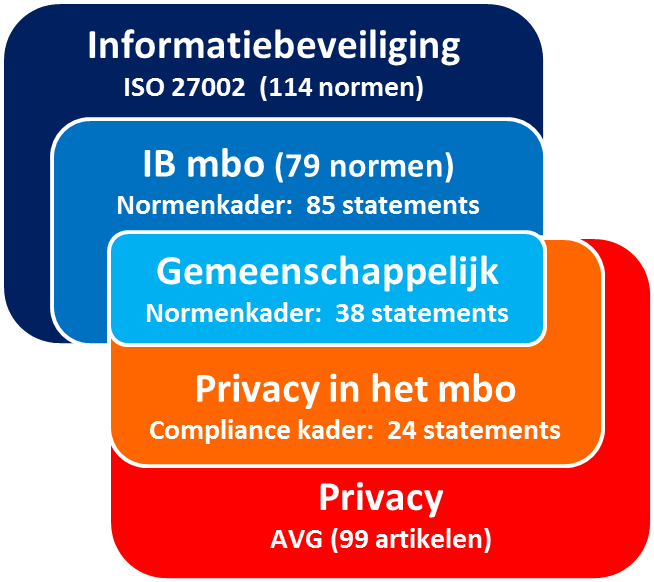 Informatiebeveiliging
ISO 27002 (114 normen)
IB mbo (79 normen)
Normenkader: 85 statements
Gemeenschappelijk
Normenkader: 38 statements
Privacy in het mbo
Compliance kader: 24 statements
Privacy
AVG (99 artikelen)